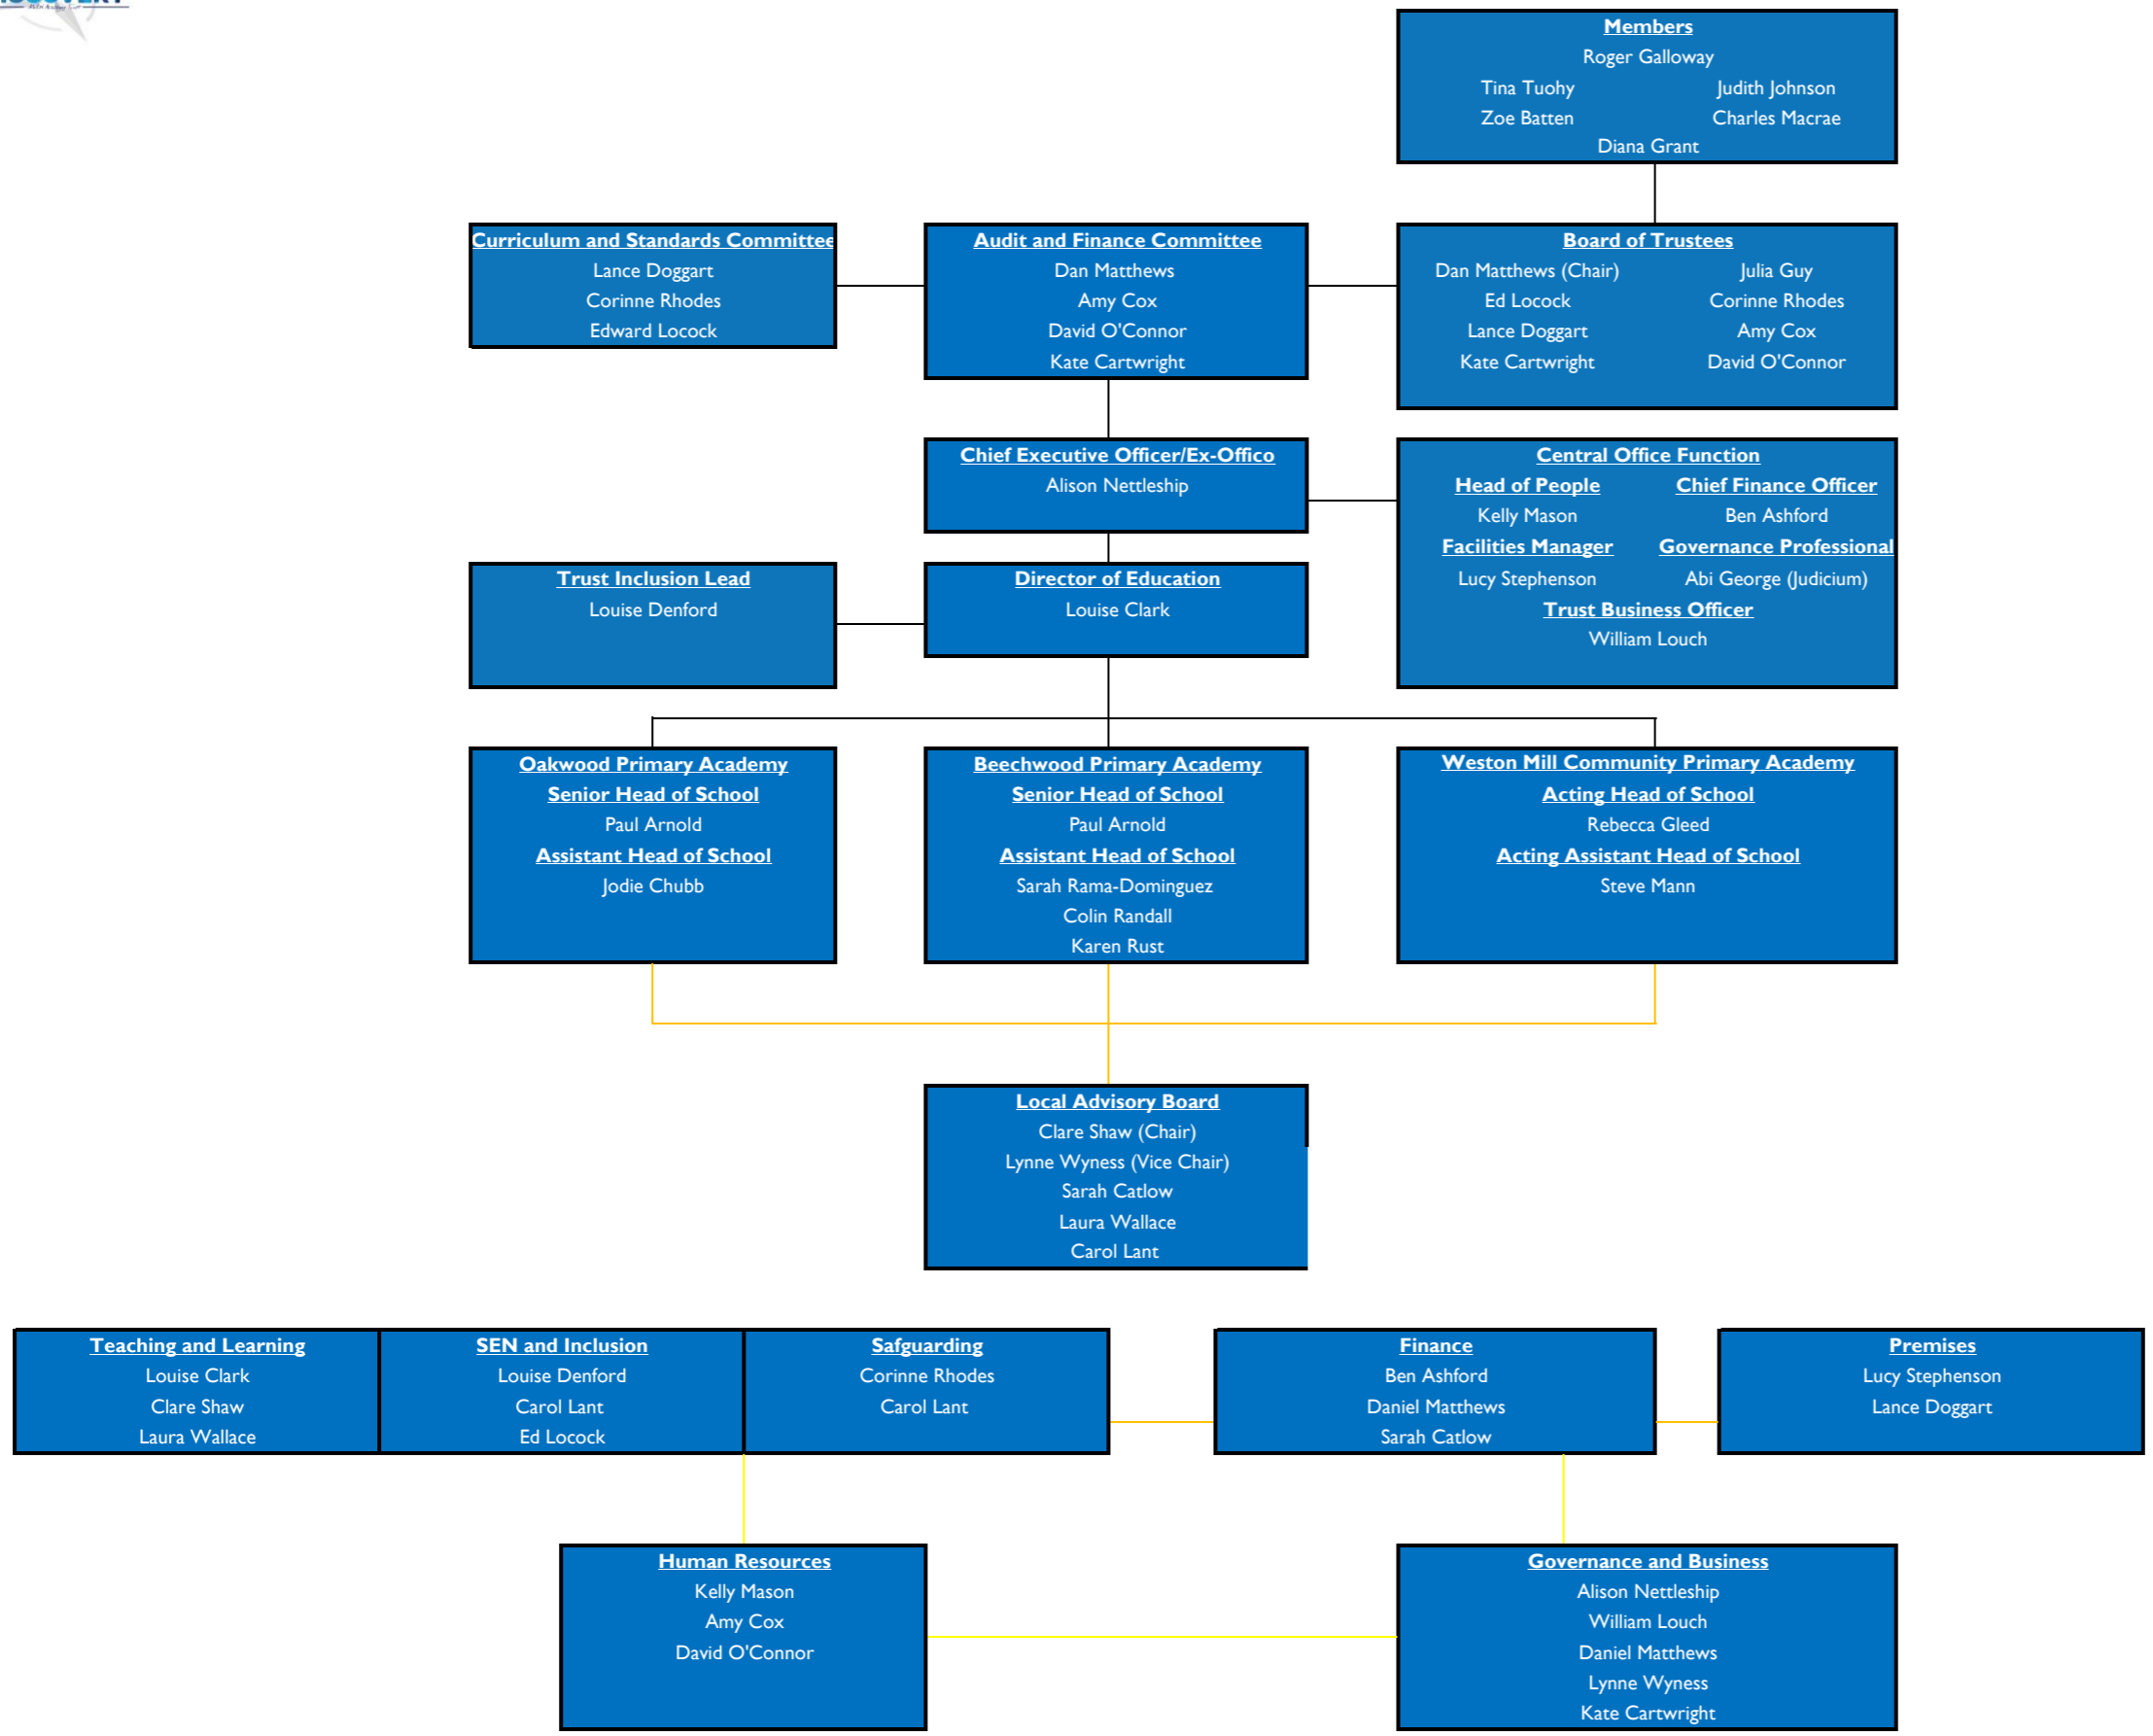 Members
Roger Galloway
Tina Tuohy Judith Johnson
Zoe Batten Charles Macrae
Diana Grant
Curriculum and Standards Committee
Lance Doggart
Corinne Rhodes
Edward Locock
Audit and Finance Committee
Dan Matthews
Amy Cox
David O'Connor
Kate Cartwright
Board of Trustees
Dan Matthews (Chair) Julia Guy
Ed Locock Corinne Rhodes
Lance Doggart Amy Cox
Kate Cartwright David O'Connor
Chief Executive Officer/Ex-Offico
Alison Nettleship
Central Office Function
Head of People Chief Finance Officer
Kelly Mason Ben Ashford
Facilities Manager Governance Professional
Lucy Stephenson Abi George (Judicium)
Trust Business Officer
William Louch
Trust Inclusion Lead
Louise Denford
Director of Education
Louise Clark
Oakwood Primary Academy
Senior Head of School
Paul Arnold
Assistant Head of School
Jodie Chubb
Beechwood Primary Academy
Senior Head of School
Paul Arnold
Assistant Head of School
Sarah Rama-Dominguez
Colin Randall
Karen Rust
Weston Mill Community Primary Academy
Acting Head of School
Rebecca Gleed
Acting Assistant Head of School
Steve Mann
Local Advisory Board
Clare Shaw (Chair)
Lynne Wyness (Vice Chair)
Sarah Catlow
Laura Wallace
Carol Lant
Teaching and Learning
Louise Clark
Clare Shaw
Laura Wallace
SEN and Inclusion
Louise Denford
Carol Lant
Ed Locock
Safguarding
Corinne Rhodes
Carol Lant
Finance
Ben Ashford
Daniel Matthews
Sarah Catlow
Premises
Lucy Stephenson
Lance Doggart
Human Resources
Kelly Mason
Amy Cox
David O'Connor
Governance and Business
Alison Nettleship
William Louch
Daniel Matthews
Lynne Wyness
Kate Cartwright